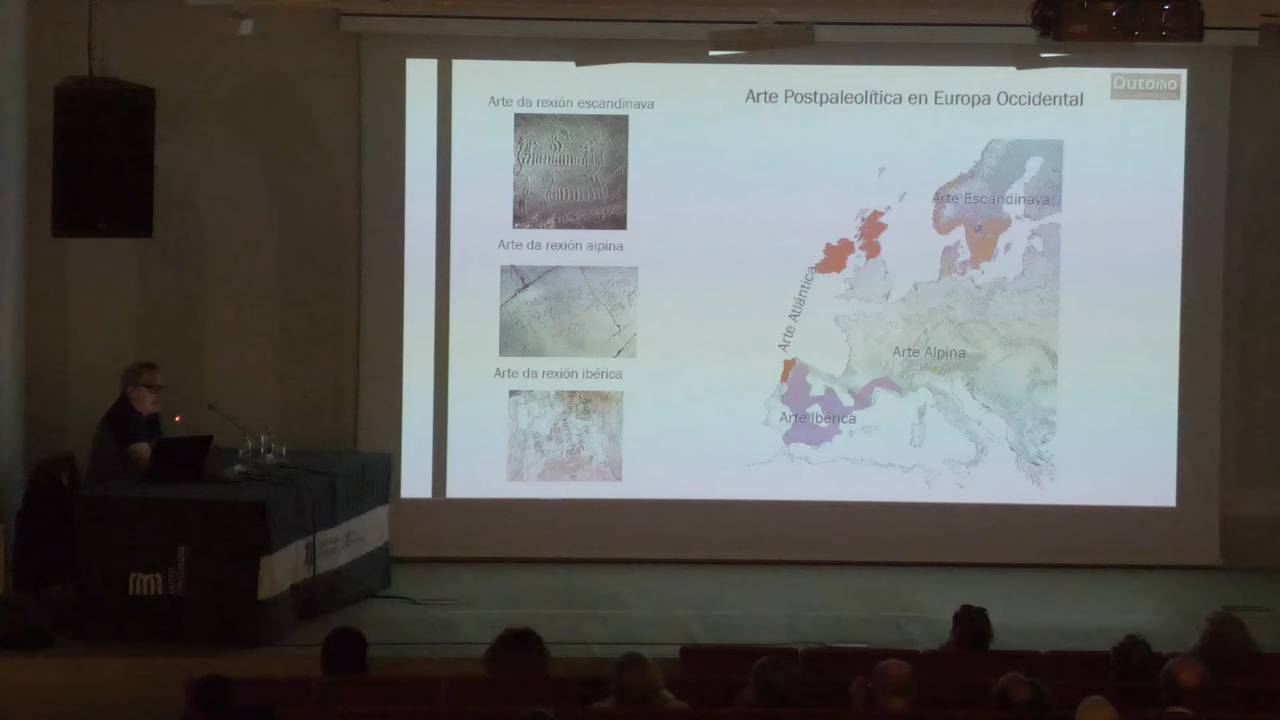 Arte da rexión escandinava
Arte da rexión alpina
Arte da rexión ibérica
Arte Postpaleolítica en Europa Occidental
Outomo
Arte Escandinava
Arte Atlántica
Arte Alpina
Arte Ibérica